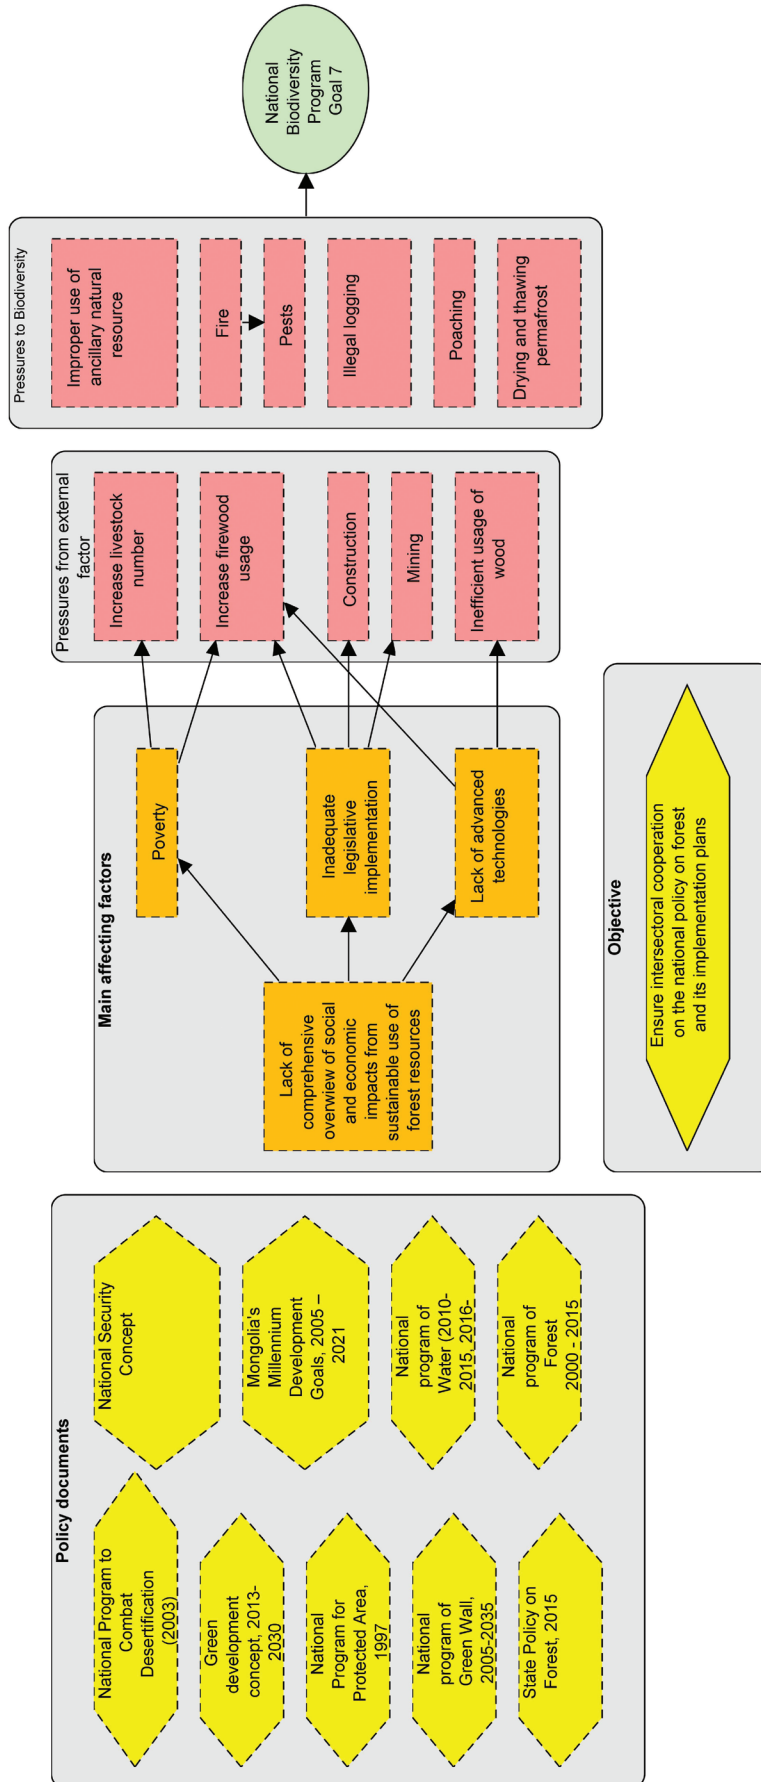 Policy documents
National Program to
Combat
Desertification
(2003)
Green
development
concept, 2013-
2030
National
Program for
Protected Area,
1997
National
program of
Green Wall,
2005-2035
State Policy on
Forest, 2015
National Security
Concept
Mongolia's
Millennium
Development
Goals, 2005 –
2021
National
program of
Water (2010-
2015, 2016-
National
program of
Forest
2000 - 2015
Main affecting factors
Lack of
comprehensive
overwiew of social
and economic
impacts from
sustainable use of
forest resources
Poverty
Inadequate
legislative
implementation
Lack of advanced
technologies
Objective
Ensure intersectoral cooperation
on the national policy on forest
and its implementation plans
Pressures from external
factor
Increase livestock
number
Increase firewood
usage
Construction
Mining
Inefficient usage of
wood
Pressures to Biodiversity
Improper use of
ancillary natural
resource
Fire
Pests
Illegal logging
Poaching
Drying and thawing
permafrost
National
Biodiversity
Program
Goal 7